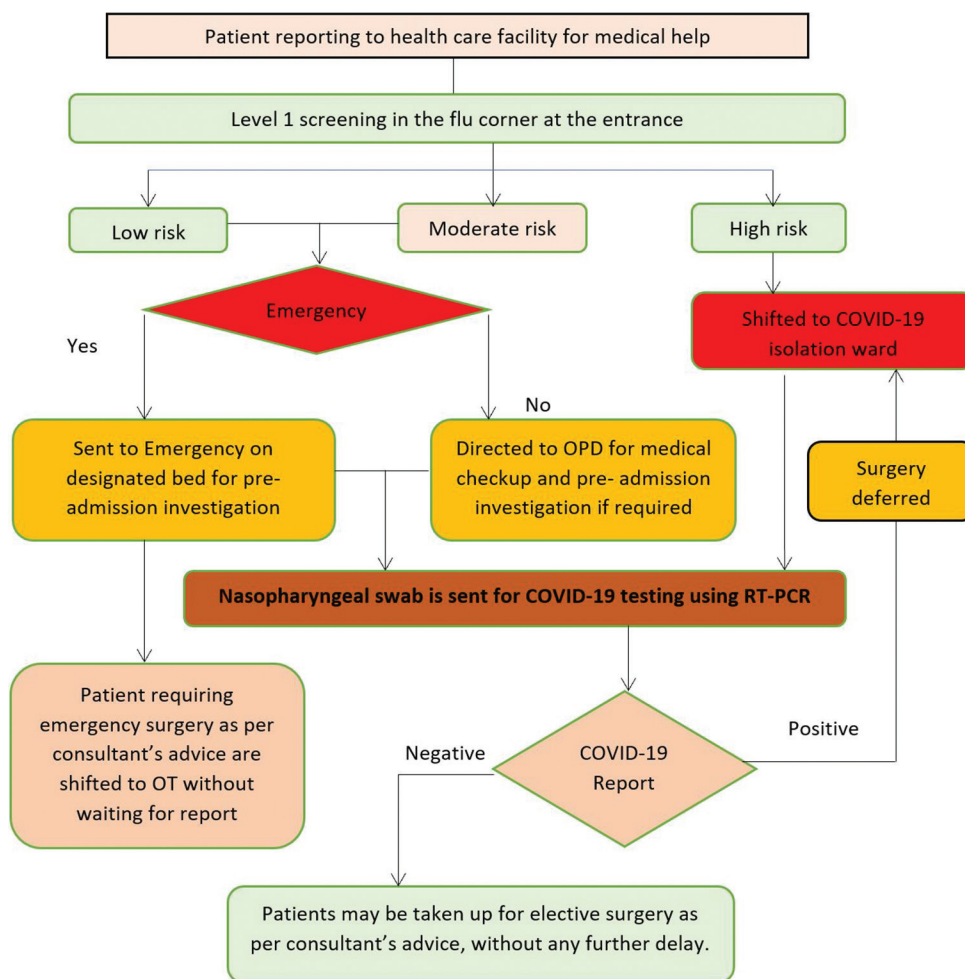 Patient reporting to health care facility for medical help
Level 1 screening in the flu corner at the entrance
Low risk
Moderate risk
High risk
Emergency
Shifted to COVID-19
isolation ward
Yes
No
Sent to Emergency on
designated bed for pre-
admission investigation
Directed to OPD for medical
checkup and pre- admission
investigation if required
Surgery
deferred
Nasopharyngeal swab is sent for COVID-19 testing using RT-PCR
Patient requiring
emergency surgery as per
consultant’s advice are
shifted to OT without
waiting for report
Negative
COVID-19
Report
Positive
Patients may be taken up for elective surgery as
per consultant’s advice, without any further delay.